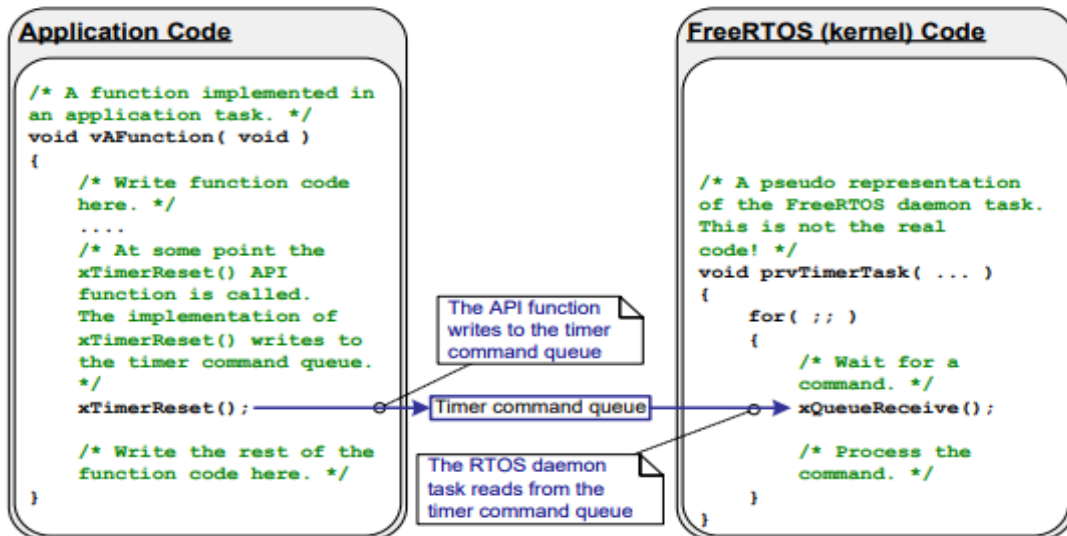 Application Code
/* A function implemented in
an application task. */
void vAFunction( void )
{
/* Write function code
here. */
....
/* At some point the
xTimerReset() API
function is called.
The implementation of
xTimerReset() writes to
the timer command queue.
*/
xTimerReset();
/* Write the rest of the
function code here. */
}
The API function
writes to the timer
command queue
Timer command queue
The RTOS daemon
task reads from the
timer command queue
FreeRTOS (kernel) Code
/* A pseudo representation
of the FreeRTOS daemon task.
This is not the real
code! */
void prvTimerTask( ... )
{
for( ;; )
{
/* Wait for a
command. */
xQueueReceive();
/* Process the
command. */
}
}